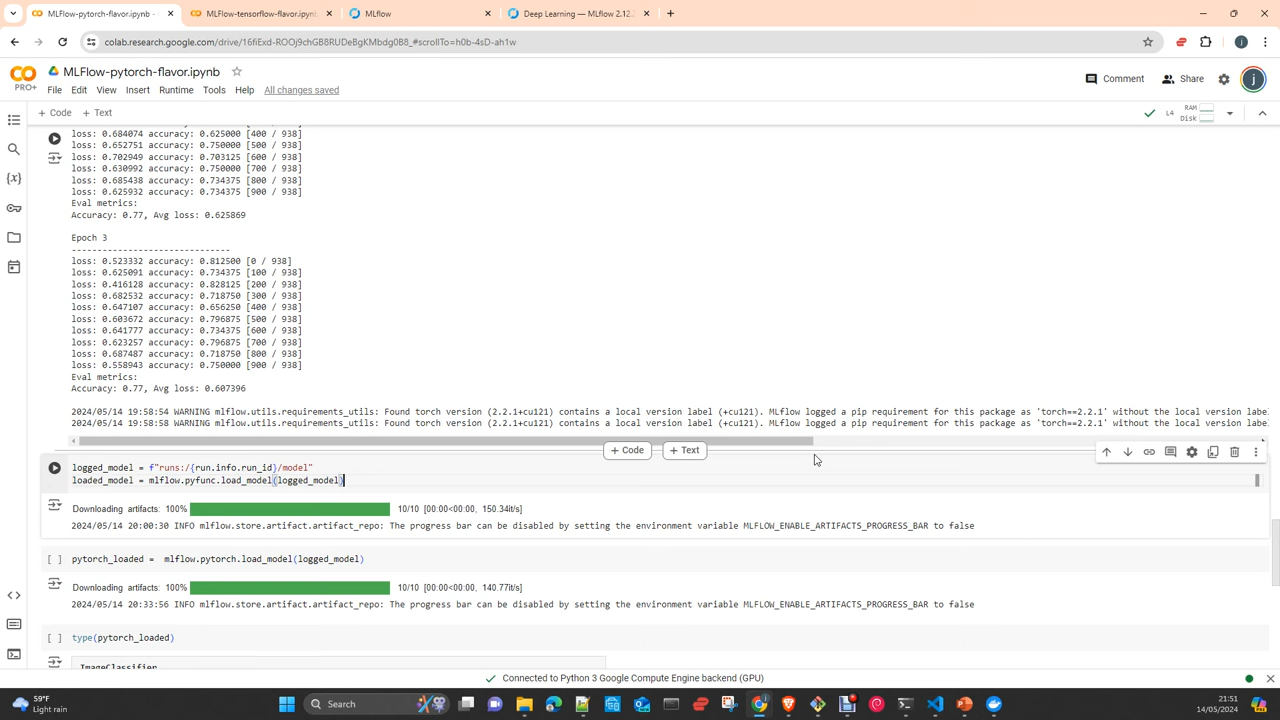 MLFlow-pytorch-flavor.ipynb -
MLFlow-tensorflow-flavor.ipynb
MLflow
Deep Learning — MLflow 2.12.
colab.research.google.com/drive/16fiExd-ROOj9chGB8RUDeBgKMbdg0B8_#scrollTo=h0b-4sD-ah1w
j
MLFlow-pytorch-flavor.ipynb
PRO+
File Edit View Insert Runtime Tools Help All changes saved
Comment
Share
j
+ Code + Text
L4
RAM
Disk
loss: 0.684074 accuracy: 0.625000 [400 / 938]
loss: 0.652751 accuracy: 0.750000 [500 / 938]
loss: 0.702949 accuracy: 0.703125 [600 / 938]
loss: 0.630992 accuracy: 0.750000 [700 / 938]
loss: 0.685438 accuracy: 0.734375 [800 / 938]
loss: 0.625932 accuracy: 0.734375 [900 / 938]
Eval metrics:
Accuracy: 0.77, Avg loss: 0.625869
Epoch 3
-------------------------------
loss: 0.523332 accuracy: 0.812500 [0 / 938]
loss: 0.625091 accuracy: 0.734375 [100 / 938]
loss: 0.416128 accuracy: 0.828125 [200 / 938]
loss: 0.682532 accuracy: 0.718750 [300 / 938]
loss: 0.647107 accuracy: 0.656250 [400 / 938]
loss: 0.603672 accuracy: 0.796875 [500 / 938]
loss: 0.641777 accuracy: 0.734375 [600 / 938]
loss: 0.623257 accuracy: 0.796875 [700 / 938]
loss: 0.687487 accuracy: 0.718750 [800 / 938]
loss: 0.558943 accuracy: 0.750000 [900 / 938]
Eval metrics:
Accuracy: 0.77, Avg loss: 0.607396
2024/05/14 19:58:54 WARNING mlflow.utils.requirements_utils: Found torch version (2.2.1+cu121) contains a local version label (+cu121). MLflow logged a pip requirement for this package as 'torch==2.2.1' without the local version label
2024/05/14 19:58:58 WARNING mlflow.utils.requirements_utils: Found torch version (2.2.1+cu121) contains a local version label (+cu121). MLflow logged a pip requirement for this package as 'torch==2.2.1' without the local version label
+ Code
+ Text
logged_model = f"runs:/{run.info.run_id}/model"
loaded_model = mlflow.pyfunc.load_model(logged_model)
Downloading artifacts: 100% 10/10 [00:00<00:00, 150.34it/s]
2024/05/14 20:00:30 INFO mlflow.store.artifact.artifact_repo: The progress bar can be disabled by setting the environment variable MLFLOW_ENABLE_ARTIFACTS_PROGRESS_BAR to false
[ ] pytorch_loaded = mlflow.pytorch.load_model(logged_model)
Downloading artifacts: 100% 10/10 [00:00<00:00, 140.77it/s]
2024/05/14 20:33:56 INFO mlflow.store.artifact.artifact_repo: The progress bar can be disabled by setting the environment variable MLFLOW_ENABLE_ARTIFACTS_PROGRESS_BAR to false
[ ] type(pytorch_loaded)
ImageClassifier
Connected to Python 3 Google Compute Engine backend (GPU)
59°F
Light rain
Search
21:51
14/05/2024